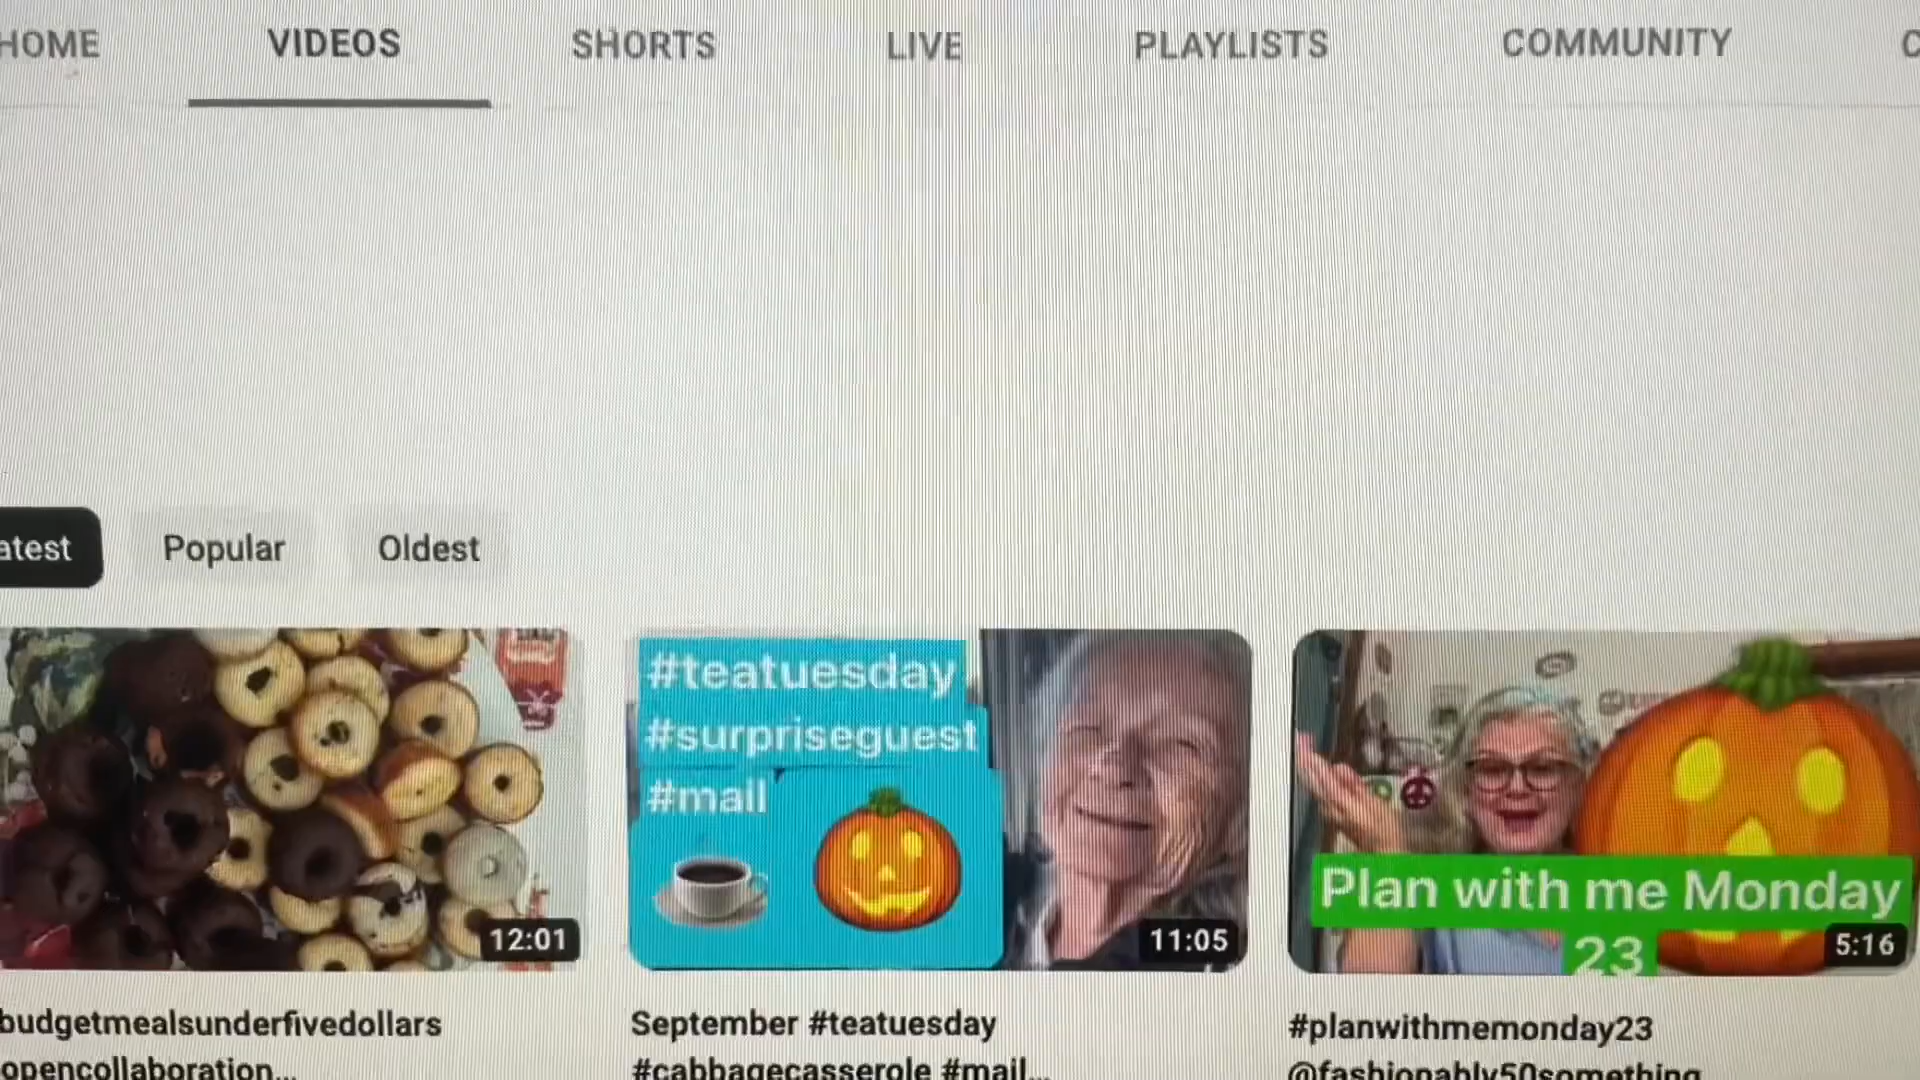 HOME VIDEOS SHORTS LIVE PLAYLISTS COMMUNITY C
atest Popular Oldest
12:01
#teatuesday
#surpriseguest
#mail
11:05
Plan with me Monday
23
5:16
budgetmealsunderfivedollars
opencollaboration...
September #teatuesday
#cabbagecasserole #mail...
#planwithmemonday23
@fashionably50something